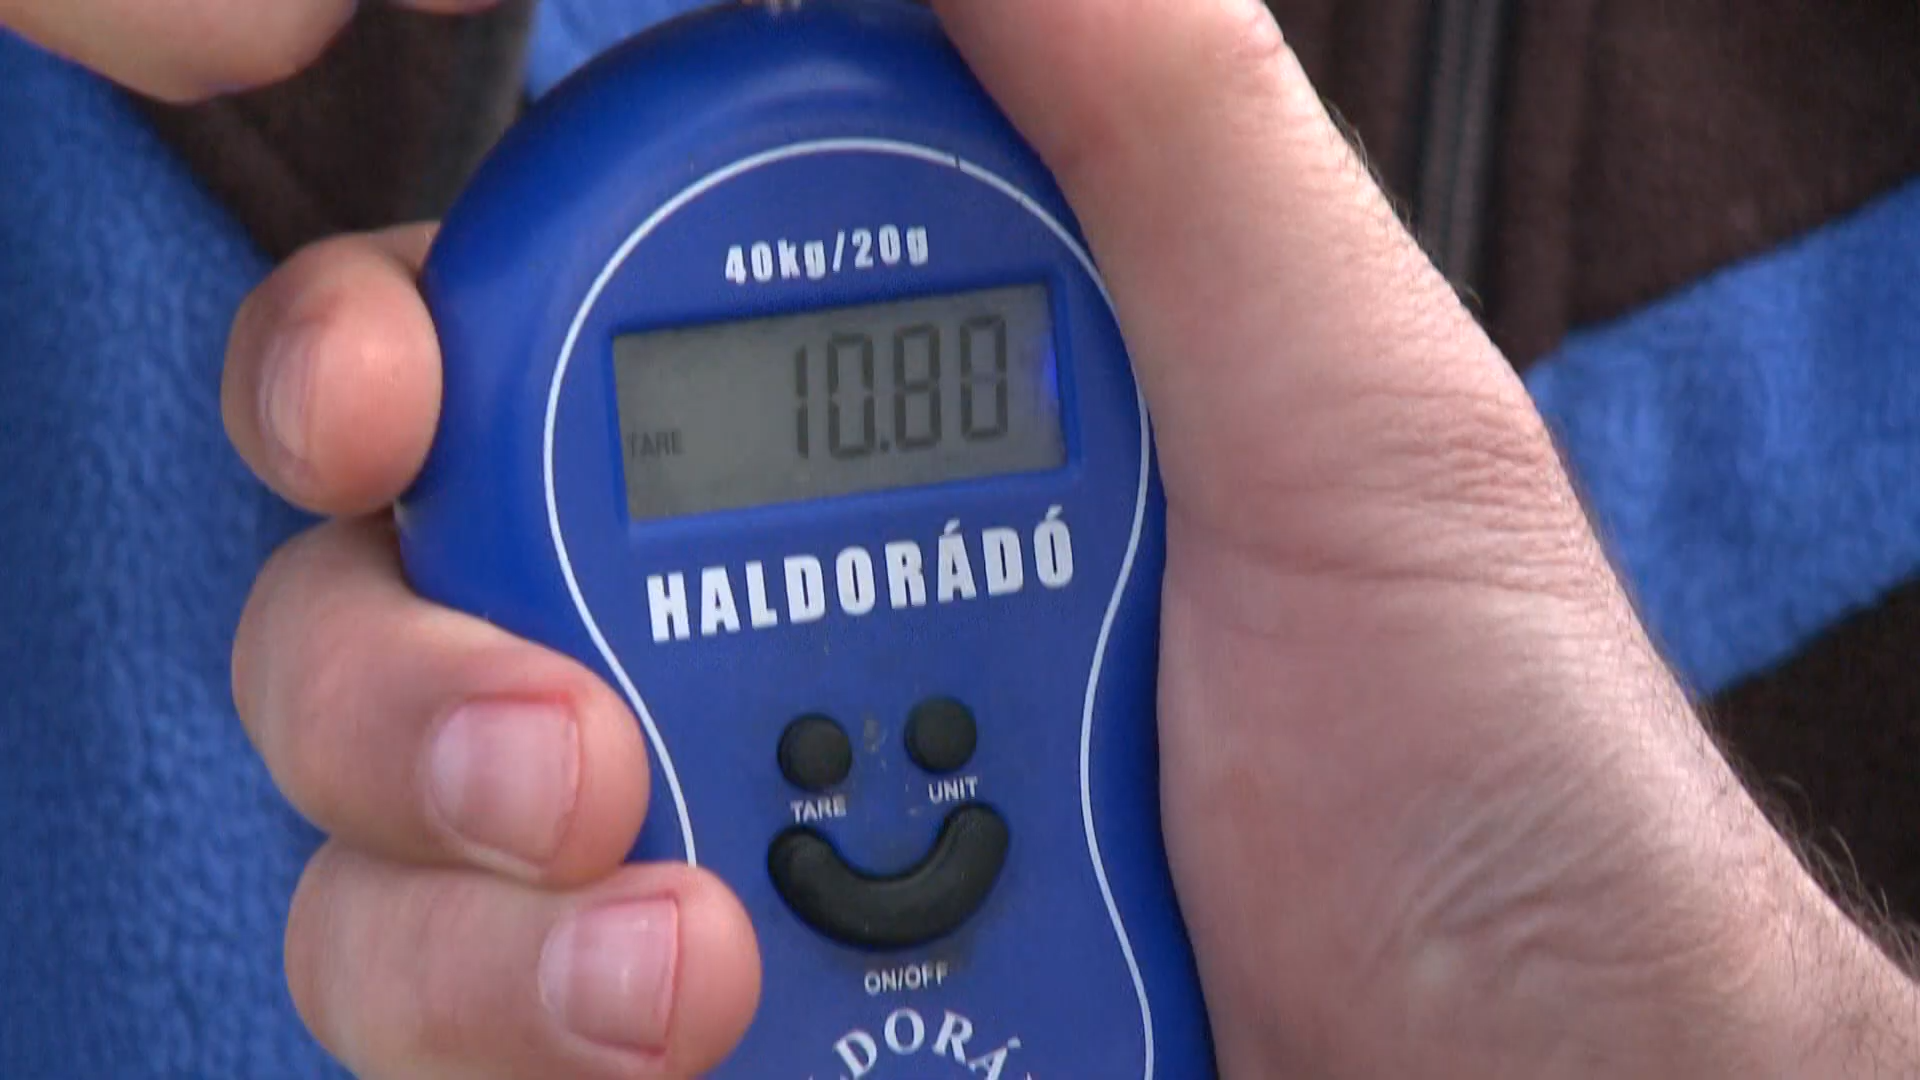 40kg/20g
10.80
TARE
HALDORÁDÓ
TARE
UNIT
ON/OFF